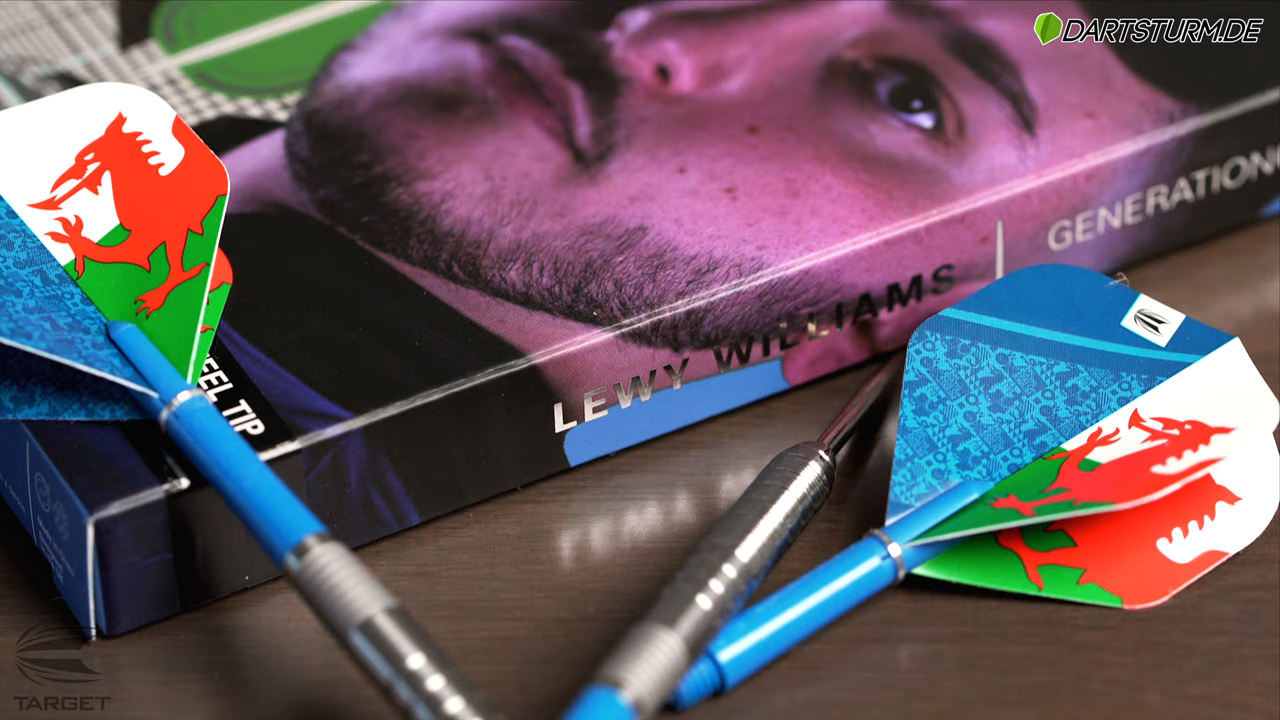 DARTSTURM.DE
GENERATION
LEWY WILLIAMS
EEL TIP
TARGET